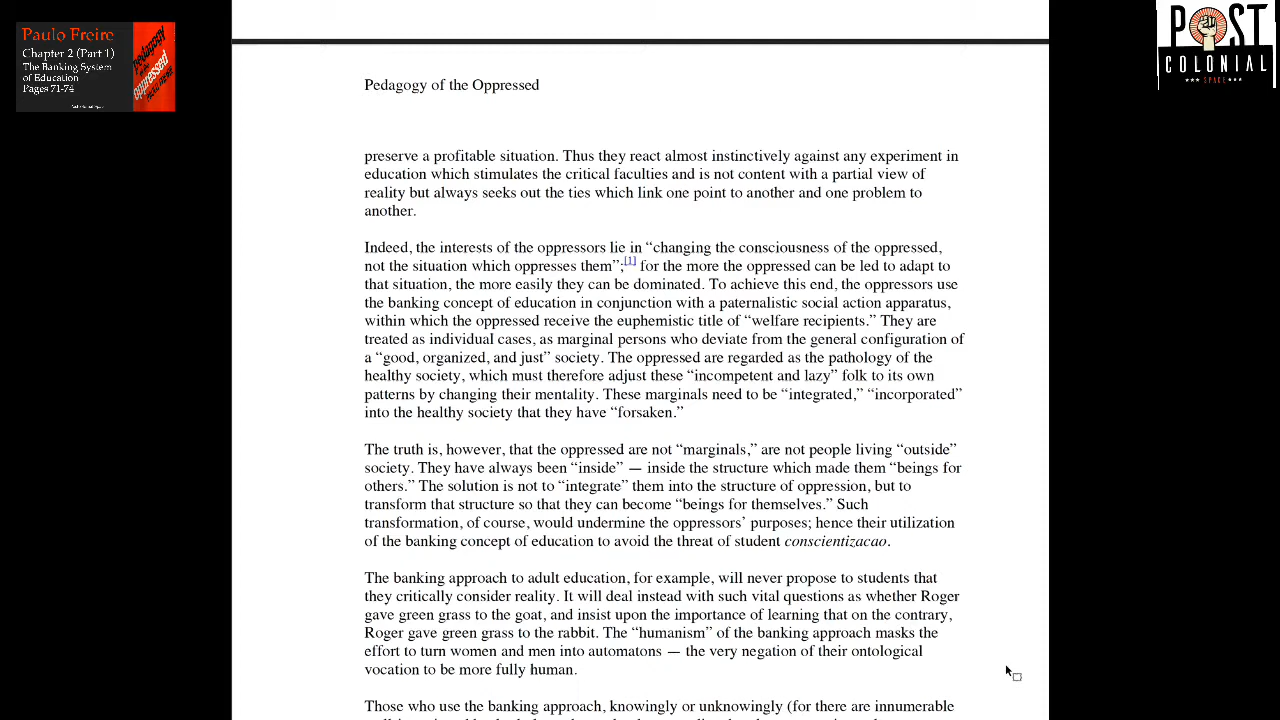 Paulo Freire
Chapter 2 (Part 1)
The Banking System
of Education
Pages 71-74
pedagogy
oppressed
POST
COLONIAL
SPACE
Pedagogy of the Oppressed
preserve a profitable situation. Thus they react almost instinctively against any experiment in
education which stimulates the critical faculties and is not content with a partial view of
reality but always seeks out the ties which link one point to another and one problem to
another.
Indeed, the interests of the oppressors lie in “changing the consciousness of the oppressed,
not the situation which oppresses them”;[1] for the more the oppressed can be led to adapt to
that situation, the more easily they can be dominated. To achieve this end, the oppressors use
the banking concept of education in conjunction with a paternalistic social action apparatus,
within which the oppressed receive the euphemistic title of “welfare recipients.” They are
treated as individual cases, as marginal persons who deviate from the general configuration of
a “good, organized, and just” society. The oppressed are regarded as the pathology of the
healthy society, which must therefore adjust these “incompetent and lazy” folk to its own
patterns by changing their mentality. These marginals need to be “integrated,” “incorporated”
into the healthy society that they have “forsaken.”
The truth is, however, that the oppressed are not “marginals,” are not people living “outside”
society. They have always been “inside” — inside the structure which made them “beings for
others.” The solution is not to “integrate” them into the structure of oppression, but to
transform that structure so that they can become “beings for themselves.” Such
transformation, of course, would undermine the oppressors’ purposes; hence their utilization
of the banking concept of education to avoid the threat of student conscientizacao.
The banking approach to adult education, for example, will never propose to students that
they critically consider reality. It will deal instead with such vital questions as whether Roger
gave green grass to the goat, and insist upon the importance of learning that on the contrary,
Roger gave green grass to the rabbit. The “humanism” of the banking approach masks the
effort to turn women and men into automatons — the very negation of their ontological
vocation to be more fully human.
Those who use the banking approach, knowingly or unknowingly (for there are innumerable